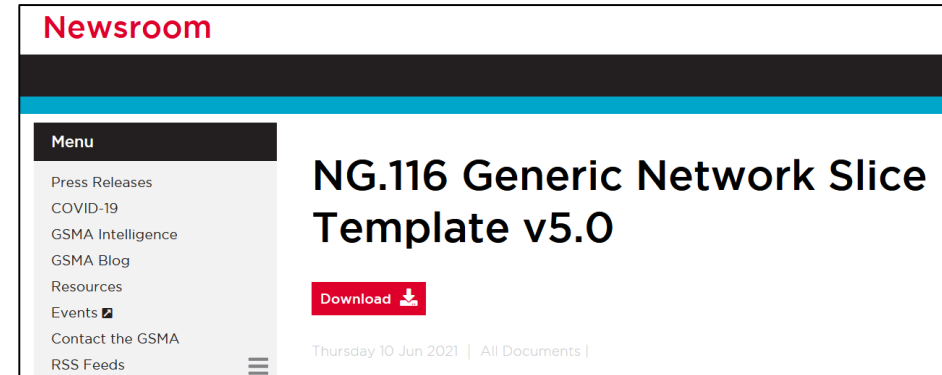 Newsroom
Menu
Press Releases
COVID-19
GSMA Intelligence
GSMA Blog
Resources
Events
Contact the GSMA
RSS Feeds
NG.116 Generic Network Slice
Template v5.0
Download
Thursday 10 Jun 2021 | All Documents |